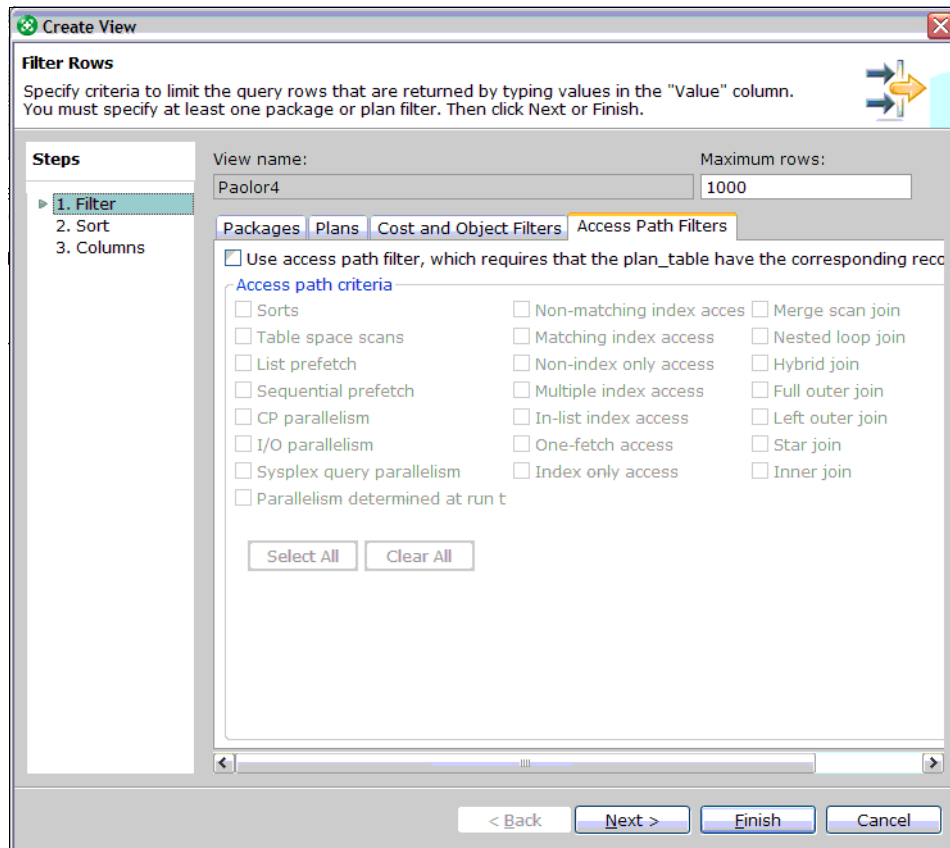 Create View
Filter Rows
Specify criteria to limit the query rows that are returned by typing values in the "Value" column.
You must specify at least one package or plan filter. Then click Next or Finish.
Steps
1. Filter
2. Sort
3. Columns
View name:
Maximum rows:
Paolor4
1000
Packages
Plans
Cost and Object Filters
Access Path Filters
Use access path filter, which requires that the plan_table have the corresponding reco
Access path criteria
Sorts
Table space scans
List prefetch
Sequential prefetch
CP parallelism
I/O parallelism
Sysplex query parallelism
Parallelism determined at run t
Non-matching index acces
Matching index access
Non-index only access
Multiple index access
In-list index access
One-fetch access
Index only access
Merge scan join
Nested loop join
Hybrid join
Full outer join
Left outer join
Star join
Inner join
Select All
Clear All
< Back
Next >
Finish
Cancel